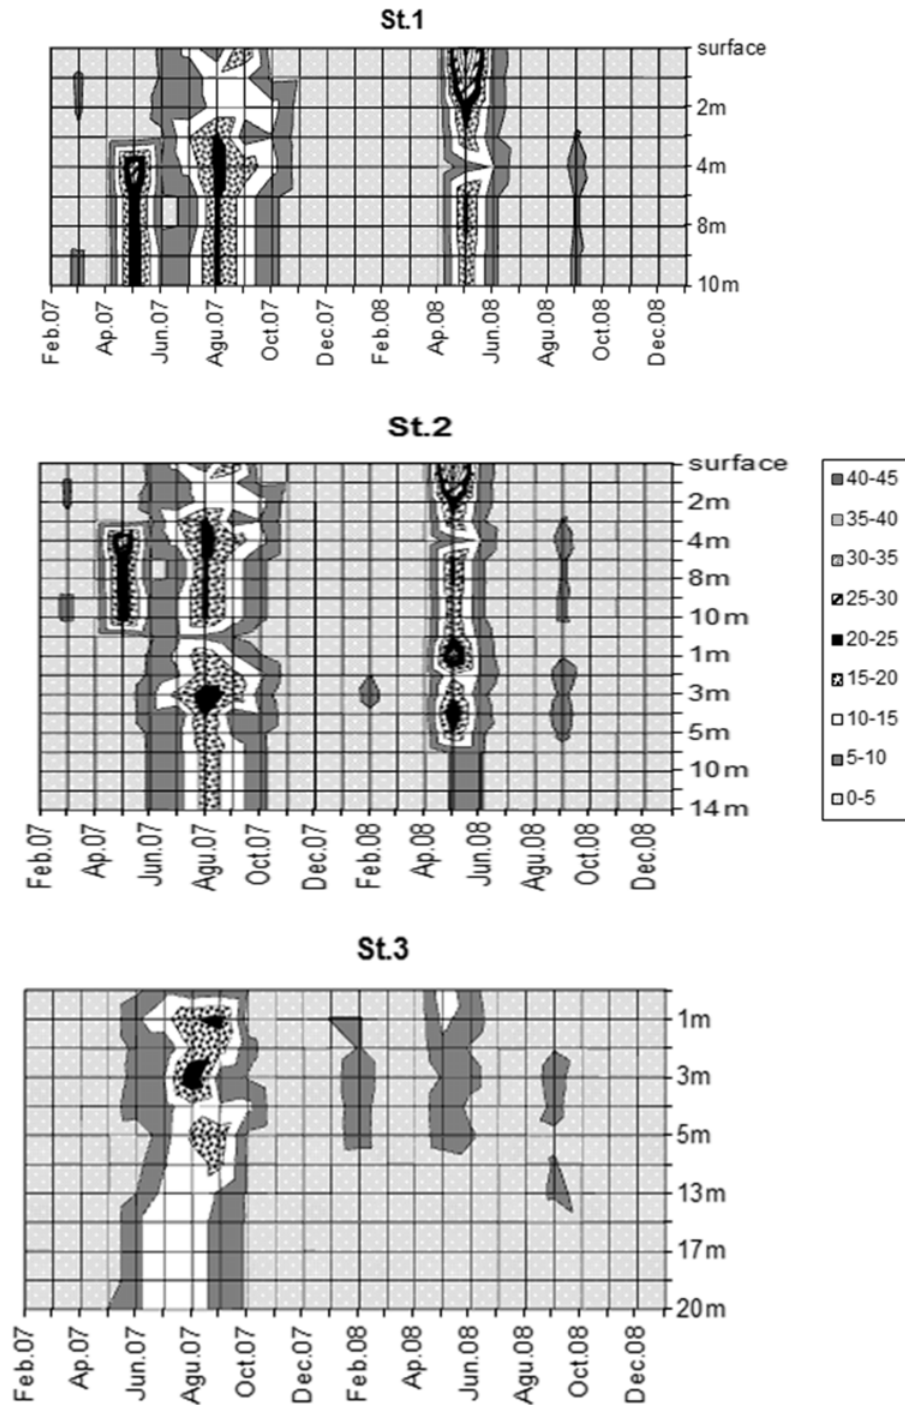 St.1
surface
2m
4m
8m
10m
Feb.07
Ap.07
Jun.07
Agu.07
Oct.07
Dec.07
Feb.08
Ap.08
Jun.08
Agu.08
Oct.08
Dec.08
St.2
surface
2m
4m
8m
10m
1m
3m
5m
10m
14m
Feb.07
Ap.07
Jun.07
Agu.07
Oct.07
Dec.07
Feb.08
Ap.08
Jun.08
Agu.08
Oct.08
Dec.08
40-45
35-40
30-35
25-30
20-25
15-20
10-15
5-10
0-5
St.3
1m
3m
5m
13m
17m
20m
Feb.07
Ap.07
Jun.07
Agu.07
Oct.07
Dec.07
Feb.08
Ap.08
Jun.08
Agu.08
Oct.08
Dec.08